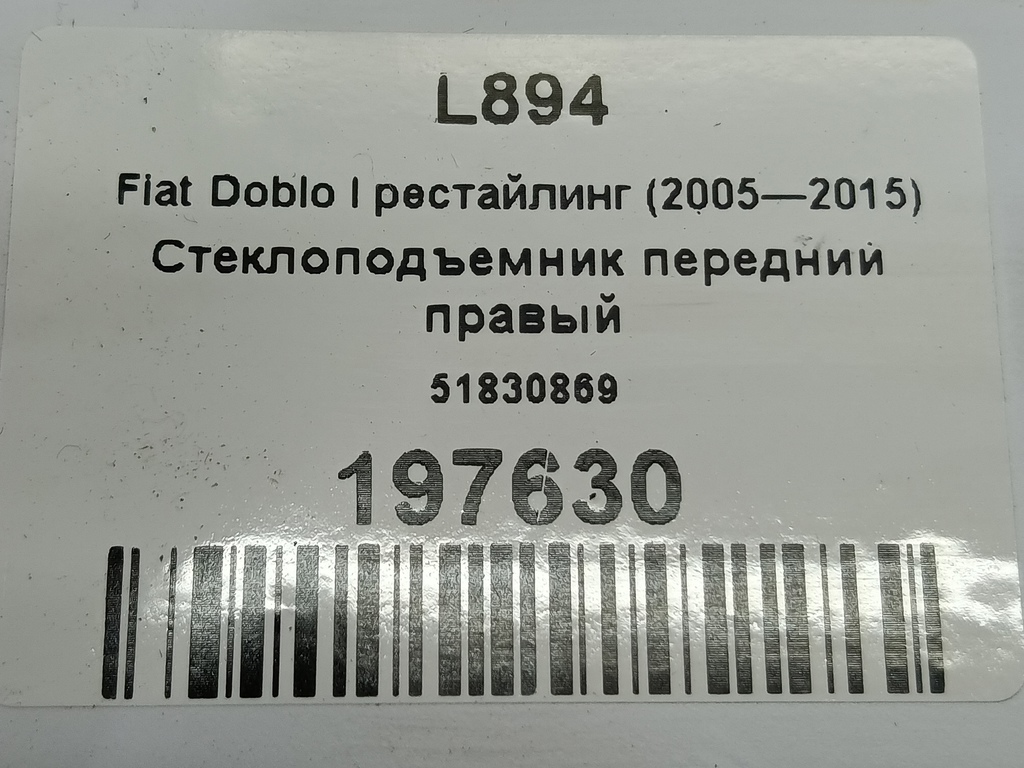 L894
Fiat Doblo I рестайлинг (2005—2015)
Стеклоподъемник передний
правый
51830869
197630